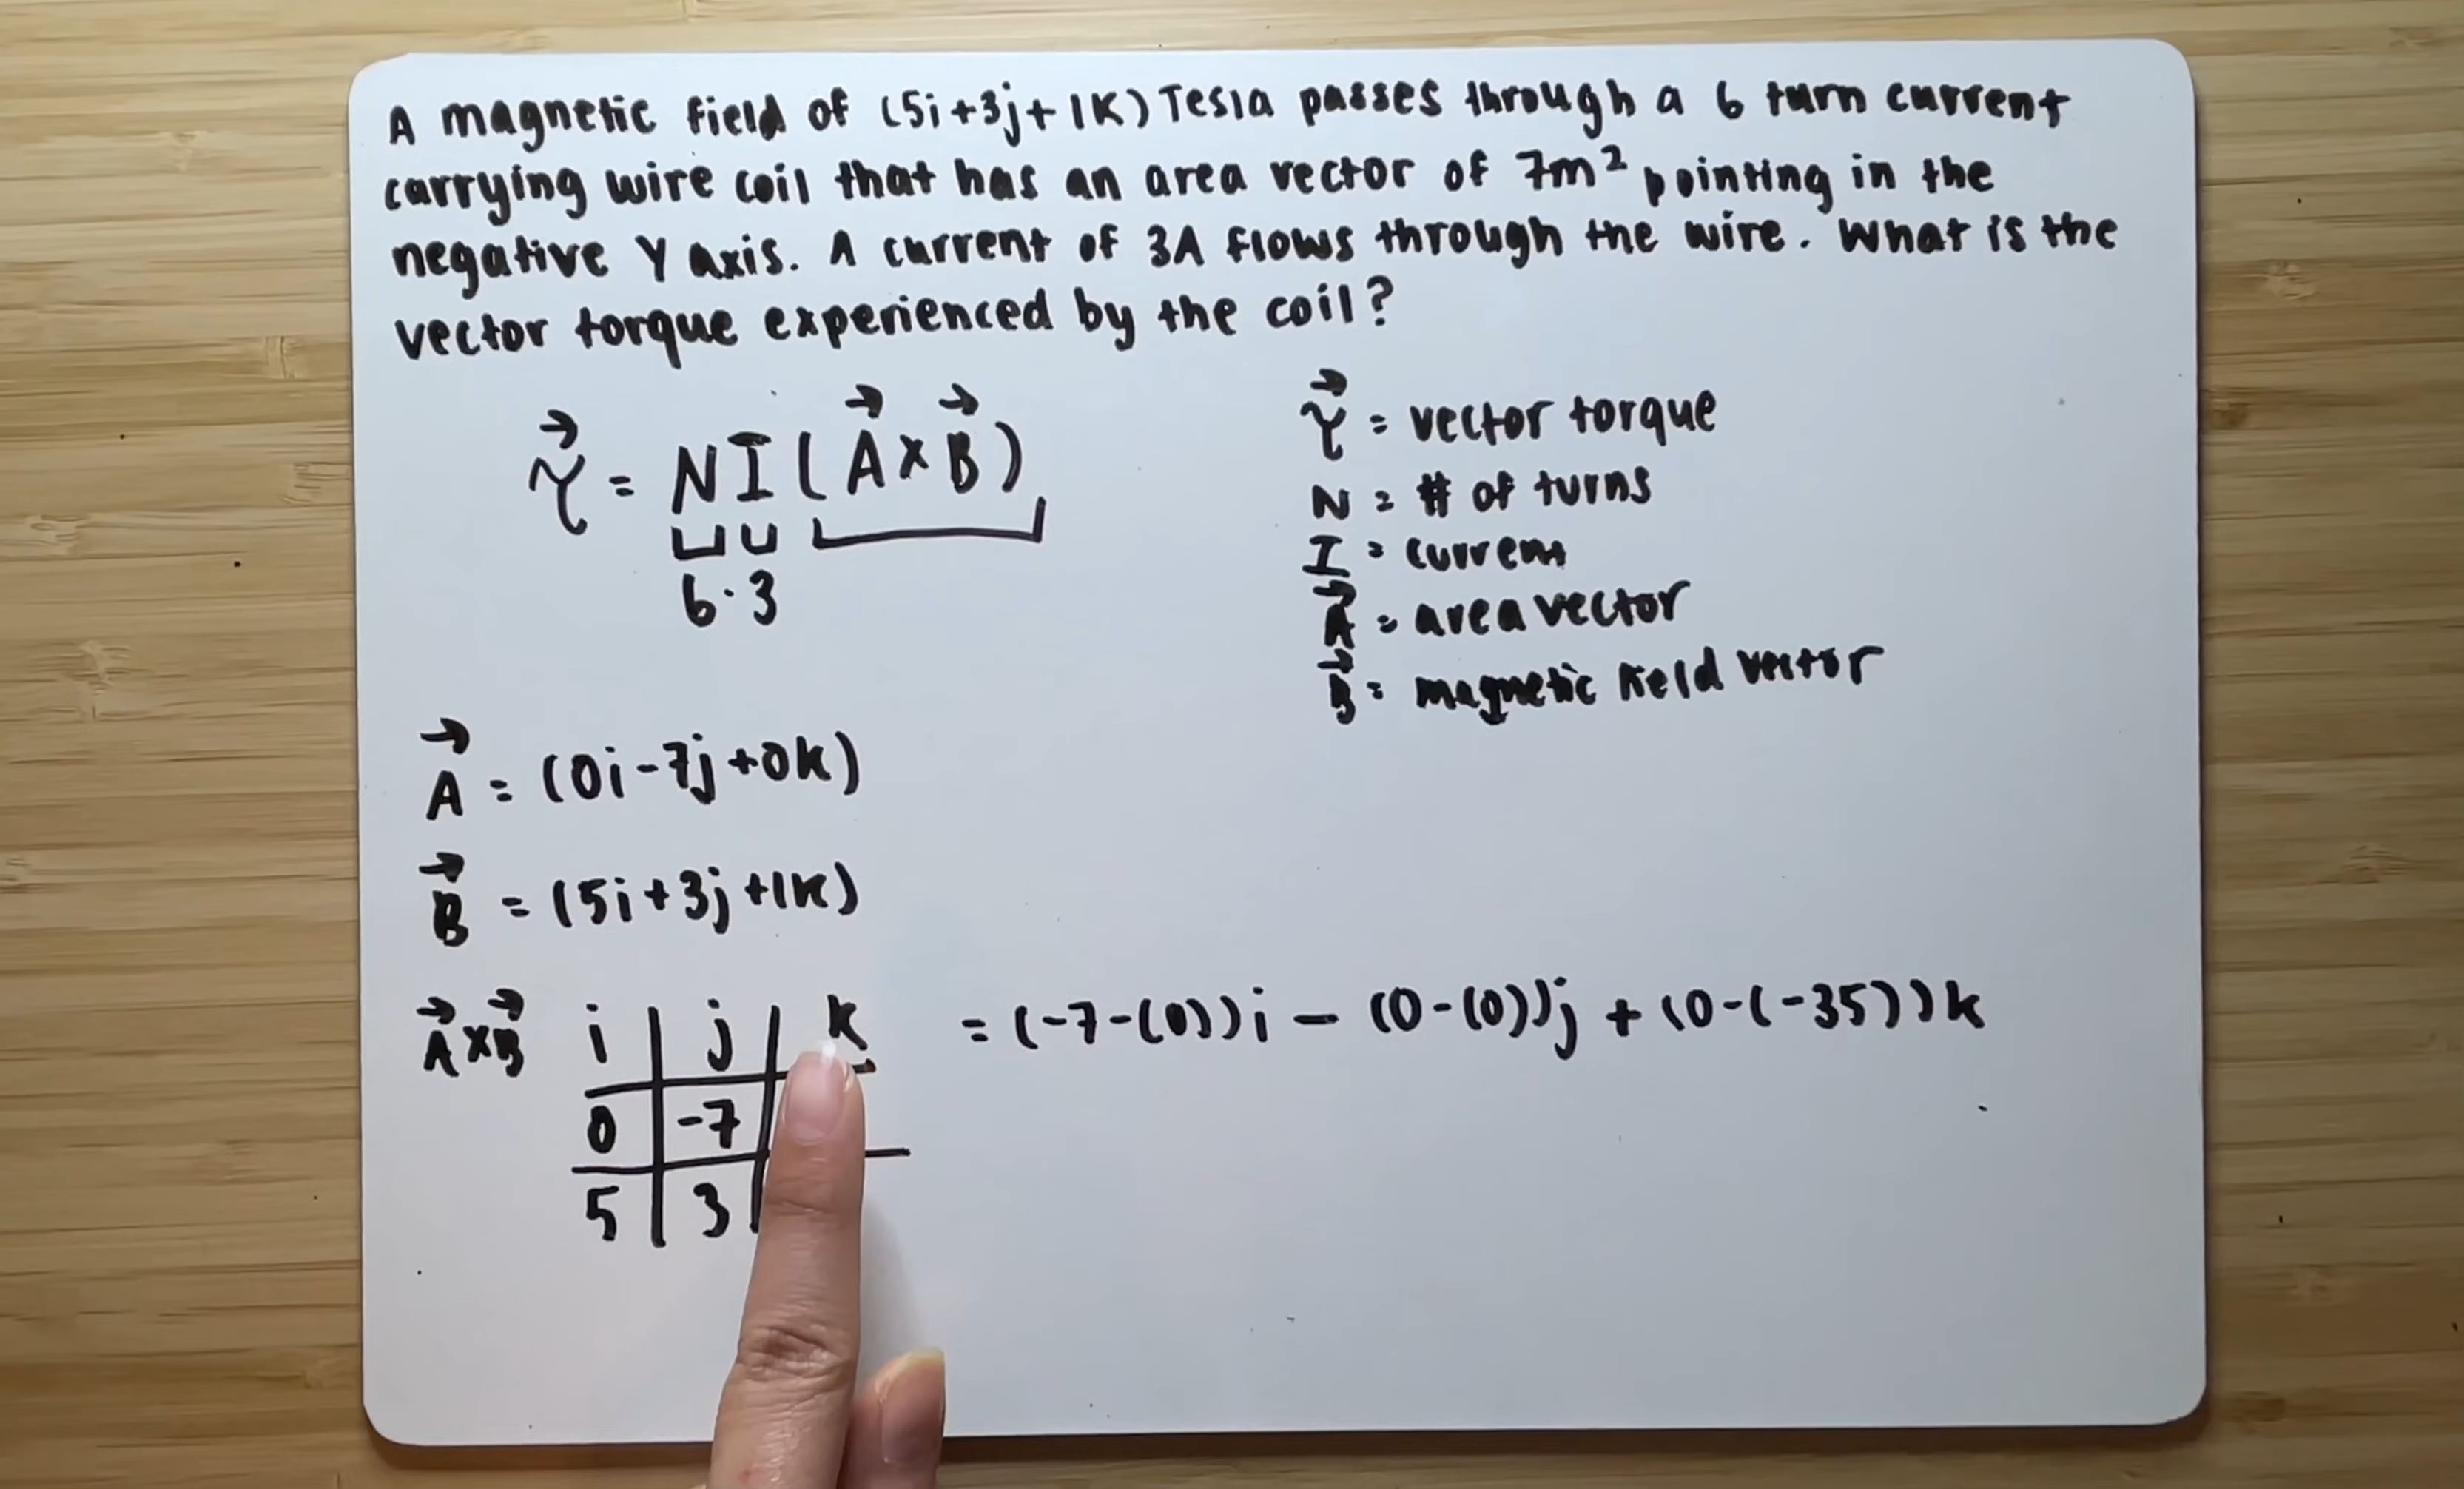 A magnetic field of (5i+3j+1K) Tesla passes through a 6 turn current
carrying wire coil that has an area vector of 7m² pointing in the
negative Y axis. A current of 3A flows through the wire. What is the
vector torque experienced by the coil?
τ⃗ = NI(A⃗×B⃗)
6·3
τ⃗ = vector torque
N = # of turns
I = current
A⃗ = area vector
B⃗ = magnetic field vector
A⃗ = (0i-7j+0k)
B⃗ = (5i+3j+1K)
A⃗×B⃗ i j k = (-7-(0))i - (0-(0))j + (0-(-35))k
0 -7
5 3